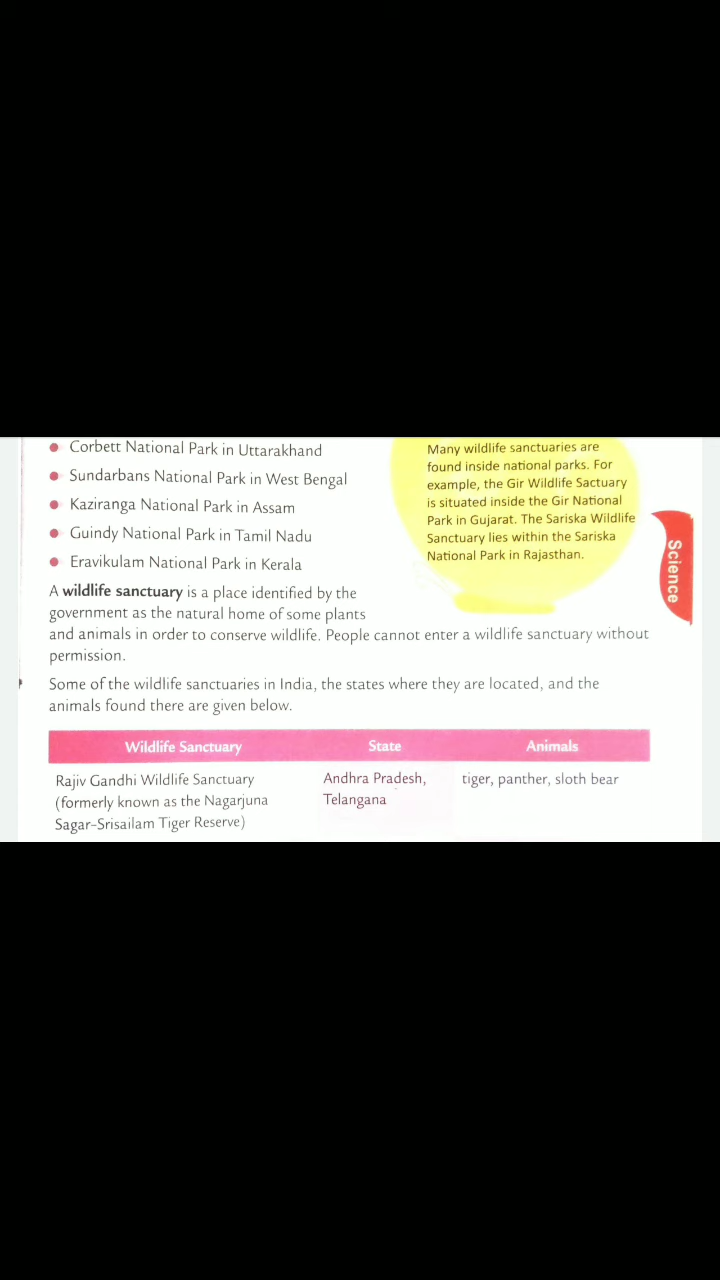 Corbett National Park in Uttarakhand
Sundarbans National Park in West Bengal
Kaziranga National Park in Assam
Guindy National Park in Tamil Nadu
Eravikulam National Park in Kerala
Many wildlife sanctuaries are
found inside national parks. For
example, the Gir Wildlife Sactuary
is situated inside the Gir National
Park in Gujarat. The Sariska Wildlife
Sanctuary lies within the Sariska
National Park in Rajasthan.
Science
A wildlife sanctuary is a place identified by the
government as the natural home of some plants
and animals in order to conserve wildlife. People cannot enter a wildlife sanctuary without
permission.
Some of the wildlife sanctuaries in India, the states where they are located, and the
animals found there are given below.
Wildlife Sanctuary State Animals
Rajiv Gandhi Wildlife Sanctuary Andhra Pradesh, tiger, panther, sloth bear
(formerly known as the Nagarjuna Telangana
Sagar–Srisailam Tiger Reserve)